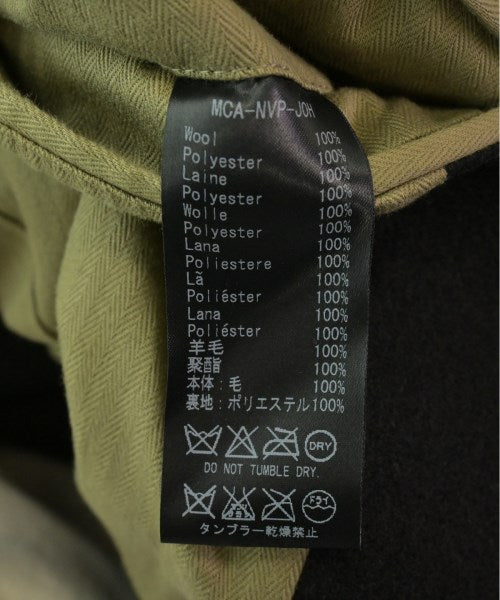 MCA-NVP-JOH
Wool 100%
Polyester 100%
Laine 100%
Polyester 100%
Wolle 100%
Polyester 100%
Lana 100%
Poliestere 100%
Lã 100%
Poliéster 100%
Lana 100%
Poliéster 100%
羊毛 100%
聚酯 100%
本体:毛 100%
裏地:ポリエステル100%
DRY
DO NOT TUMBLE DRY.
ドライ
タンブラー乾燥禁止